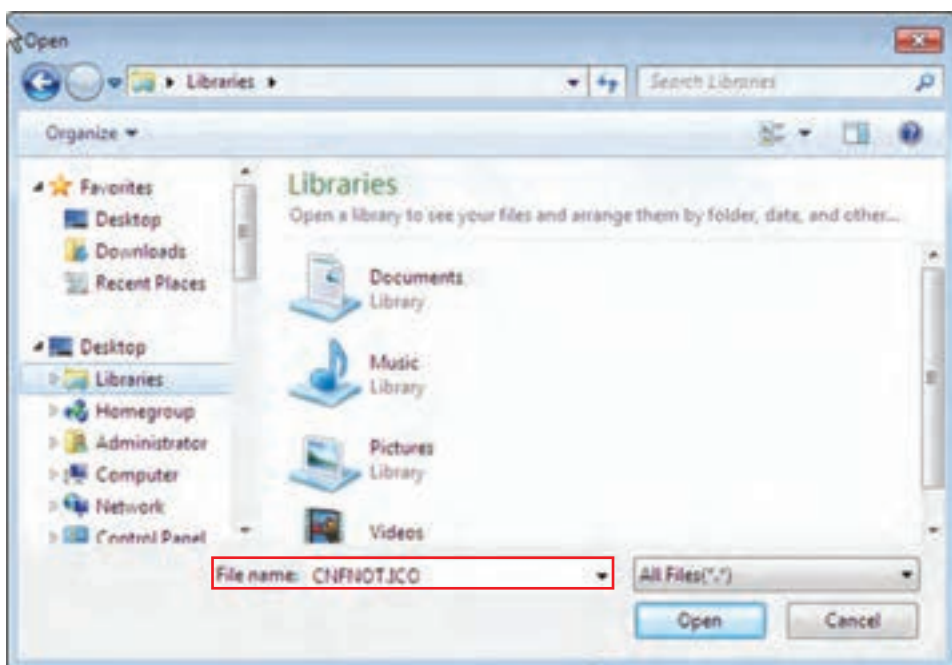 Open
Libraries
Search Libraries
Organize
Favorites
Desktop
Downloads
Recent Places
Desktop
Libraries
Homegroup
Administrator
Computer
Network
Control Panel
Libraries
Open a library to see your files and arrange them by folder, date, and other...
Documents
Library
Music
Library
Pictures
Library
Videos
File name: CNFNOT.ICO
All Files(*.*)
Open Cancel